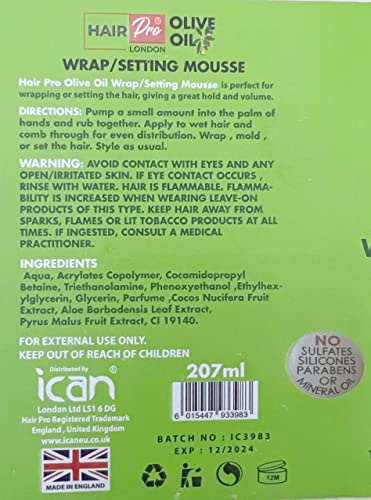 HAIR Pro ® OLIVE
LONDON OIL
WRAP/SETTING MOUSSE
Hair Pro Olive Oil Wrap/Setting Mousse is perfect for
wrapping or setting the hair, giving a great hold and volume.
DIRECTIONS: Pump a small amount into the palm of
hands and rub together. Apply to wet hair and
comb through for even distribution. Wrap , mold ,
or set the hair. Style as usual.
WARNING: AVOID CONTACT WITH EYES AND ANY
OPEN/IRRITATED SKIN. IF EYE CONTACT OCCURS ,
RINSE WITH WATER. HAIR IS FLAMMABLE. FLAMMA-
BILITY IS INCREASED WHEN WEARING LEAVE-ON
PRODUCTS OF THIS TYPE. KEEP HAIR AWAY FROM
SPARKS, FLAMES OR LIT TOBACCO PRODUCTS AT ALL
TIMES. IF INGESTED, CONSULT A MEDICAL
PRACTITIONER.
INGREDIENTS
Aqua, Acrylates Copolymer, Cocamidopropyl
Betaine, Triethanolamine, Phenoxyethanol ,Ethylhex-
ylglycerin, Glycerin, Parfume ,Cocos Nucifera Fruit
Extract, Aloe Barbadensis Leaf Extract,
Pyrus Malus Fruit Extract, CI 19140.
FOR EXTERNAL USE ONLY.
KEEP OUT OF REACH OF CHILDREN
NO
SULFATES
SILICONES
PARABENS
OR
MINERAL OIL
Distributed By
ican ®
London Ltd LS1 6 DG
Hair Pro Registered Trademark
England , United Kingdom
www.icaneu.co.uk
207ml
6 015447 933983
BATCH NO : IC3983
EXP : 12/2024
MADE IN ENGLAND
12M